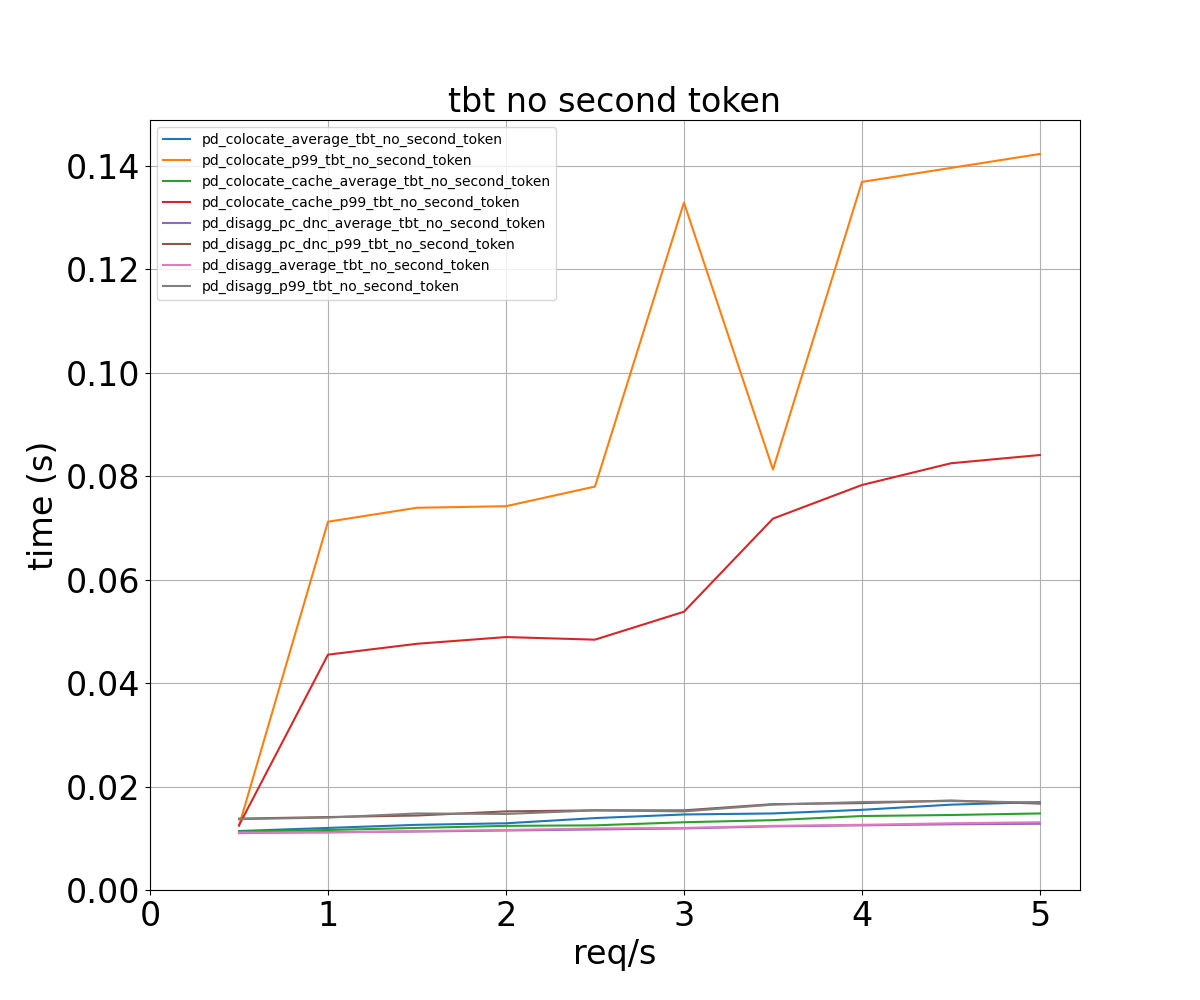 tbt no second token
pd_colocate_average_tbt_no_second_token
pd_colocate_p99_tbt_no_second_token
pd_colocate_cache_average_tbt_no_second_token
pd_colocate_cache_p99_tbt_no_second_token
pd_disagg_pc_dnc_average_tbt_no_second_token
pd_disagg_pc_dnc_p99_tbt_no_second_token
pd_disagg_average_tbt_no_second_token
pd_disagg_p99_tbt_no_second_token
time (s)
0.14
0.12
0.10
0.08
0.06
0.04
0.02
0.00
0 1 2 3 4 5
req/s